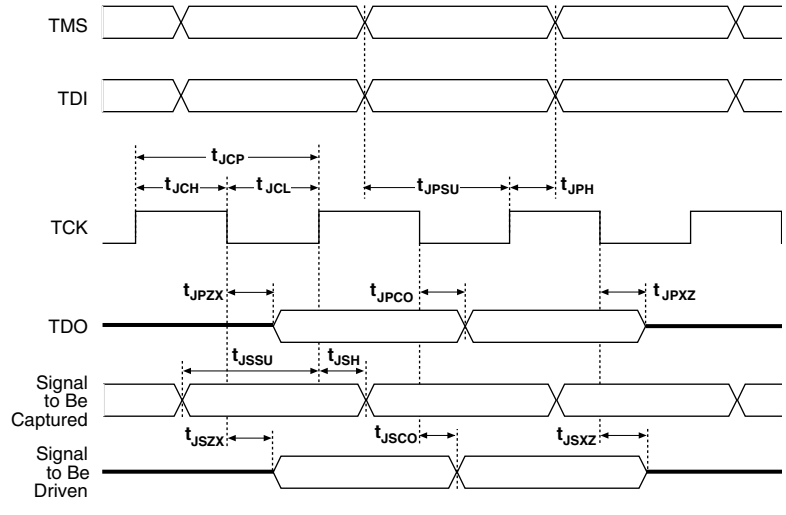 TMS
TDI
tJCP
tJCH
tJCL
tJPSU
tJPH
TCK
tJPZX
tJPCO
tJPXZ
TDO
tJSSU
tJSH
Signal
to Be
Captured
tJSZX
tJSCO
tJSXZ
Signal
to Be
Driven